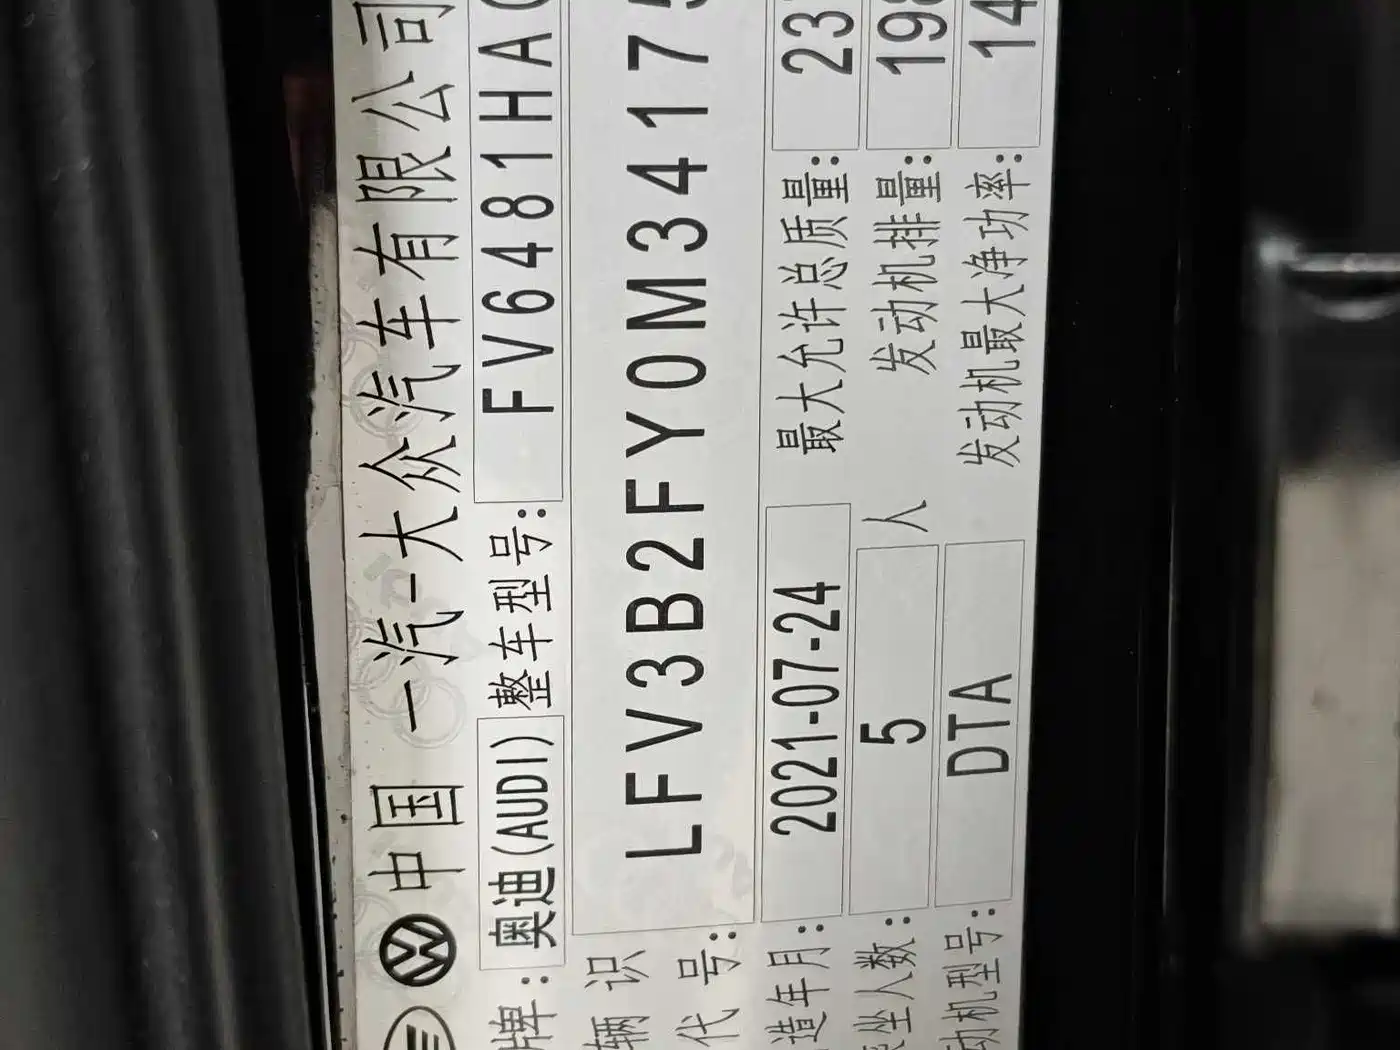 中国 一汽-大众汽车有限公司
牌: 奥迪(AUDI) 整车型号: FV6481HA
辆识
代号: LFV3B2FY0M34175
造年月: 2021-07-24 最大允许总质量: 23
坐人数: 5 人 发动机排量: 198
动机型号: DTA 发动机最大净功率: 14